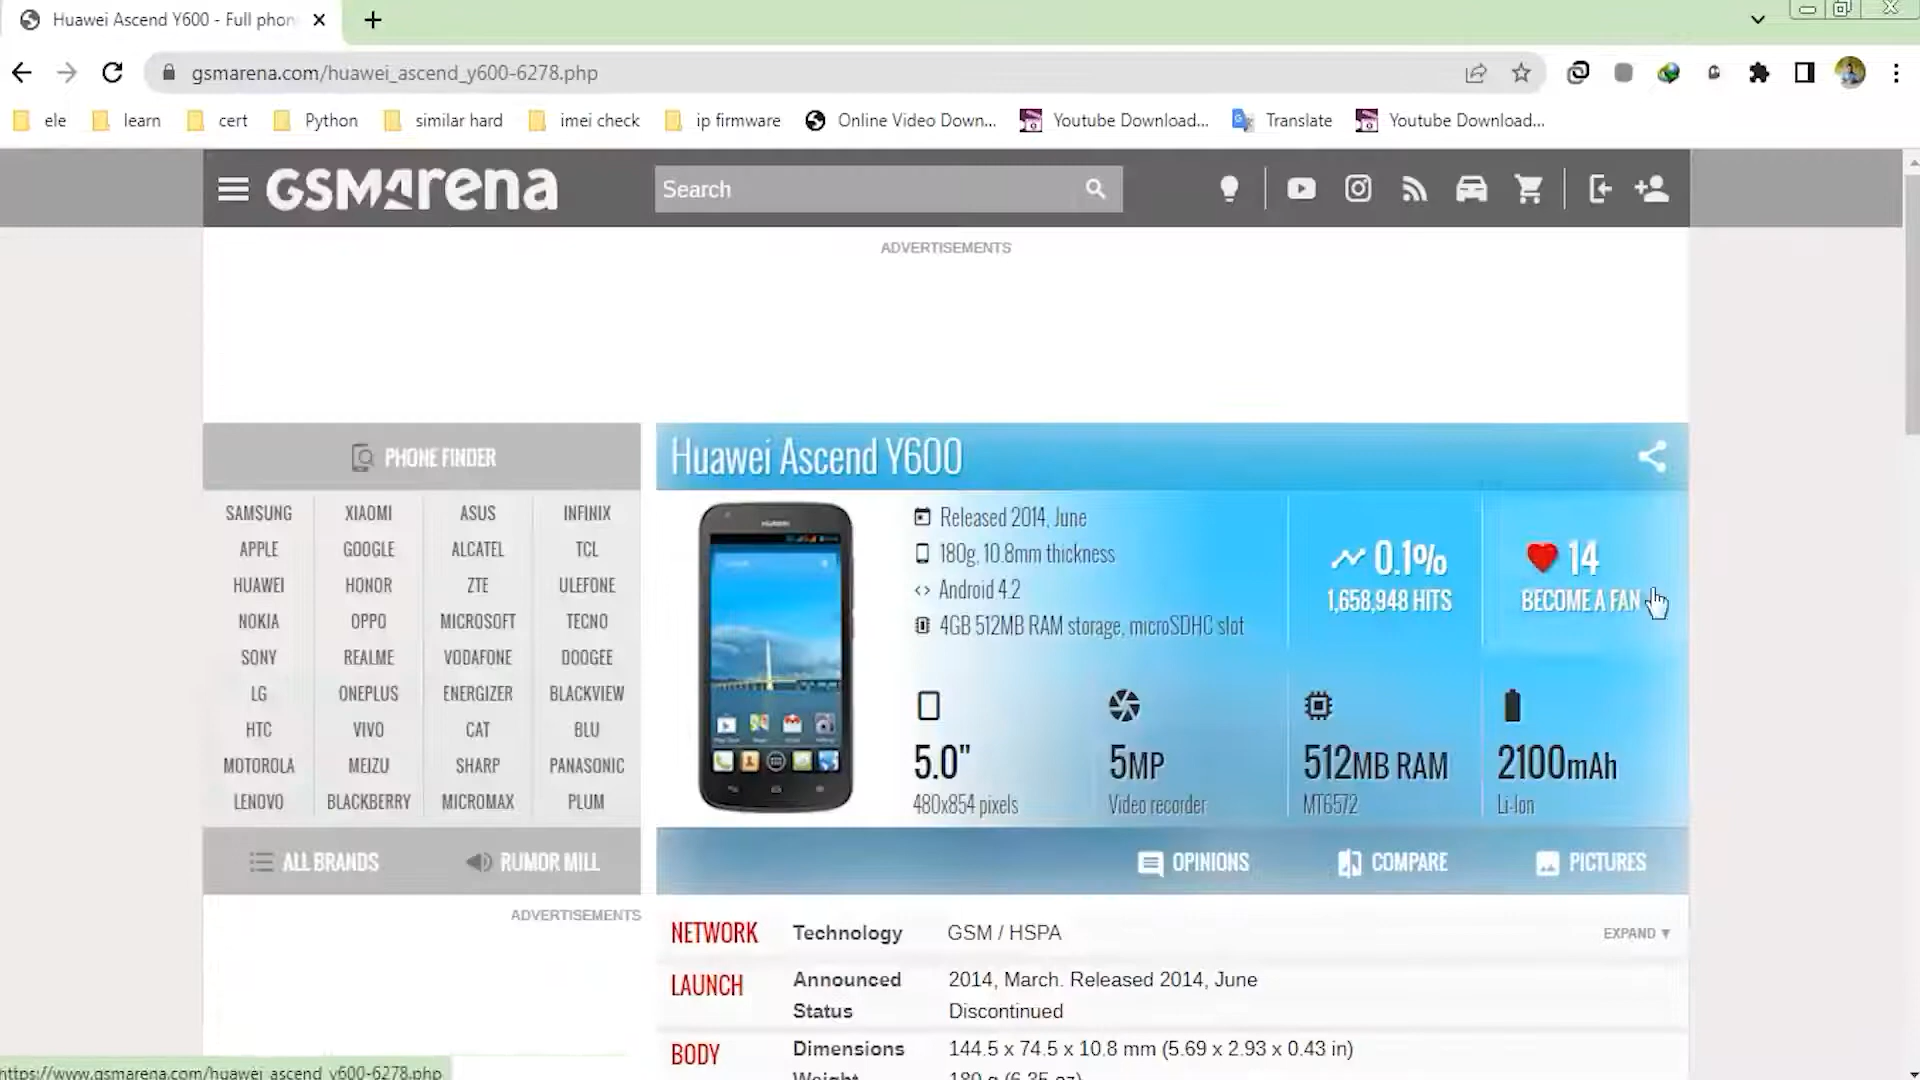 Huawei Ascend Y600 - Full phon
gsmarena.com/huawei_ascend_y600-6278.php
ele learn cert Python similar hard imei check ip firmware Online Video Down... Youtube Download... Translate Youtube Download...
GSMArena Search
ADVERTISEMENTS
PHONE FINDER
SAMSUNG XIAOMI ASUS INFINIX
APPLE GOOGLE ALCATEL TCL
HUAWEI HONOR ZTE ULEFONE
NOKIA OPPO MICROSOFT TECNO
SONY REALME VODAFONE DOOGEE
LG ONEPLUS ENERGIZER BLACKVIEW
HTC VIVO CAT BLU
MOTOROLA MEIZU SHARP PANASONIC
LENOVO BLACKBERRY MICROMAX PLUM
ALL BRANDS RUMOR MILL
ADVERTISEMENTS
Huawei Ascend Y600
HUAWEI
Released 2014, June
180g, 10.8mm thickness
Android 4.2
4GB 512MB RAM storage, microSDHC slot
0.1%
1,658,948 HITS
14
BECOME A FAN
5.0" 5MP 512MB RAM 2100mAh
480x854 pixels Video recorder MT6572 Li-Ion
OPINIONS COMPARE PICTURES
NETWORK Technology GSM / HSPA EXPAND ▼
LAUNCH Announced 2014, March. Released 2014, June
Status Discontinued
BODY Dimensions 144.5 x 74.5 x 10.8 mm (5.69 x 2.93 x 0.43 in)
Weight 180 g (6.35 oz)
https://www.gsmarena.com/huawei_ascend_y600-6278.php